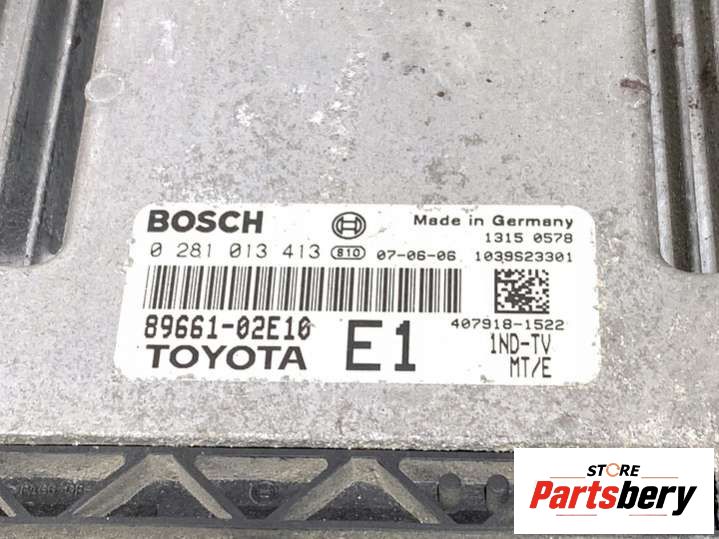 BOSCH Made in Germany
1315 0578
0 281 013 413 810 07-06-06 1039S23301
407918-1522
89661-02E10 E1 1ND-TV
TOYOTA MT/E
STORE
Partsbery